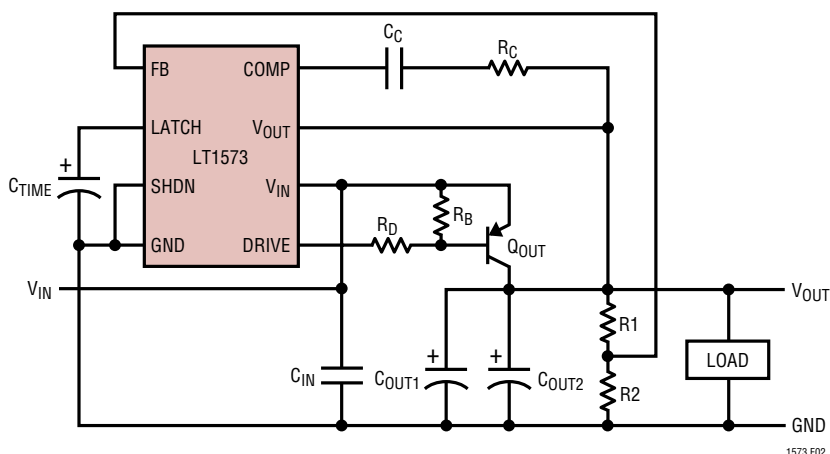 C_C
R_C
FB
COMP
LATCH
V_OUT
LT1573
+
C_TIME
SHDN
V_IN
R_B
R_D
Q_OUT
GND
DRIVE
V_IN
V_OUT
R1
+
+
LOAD
C_IN
C_OUT1
C_OUT2
R2
GND
1573 F02